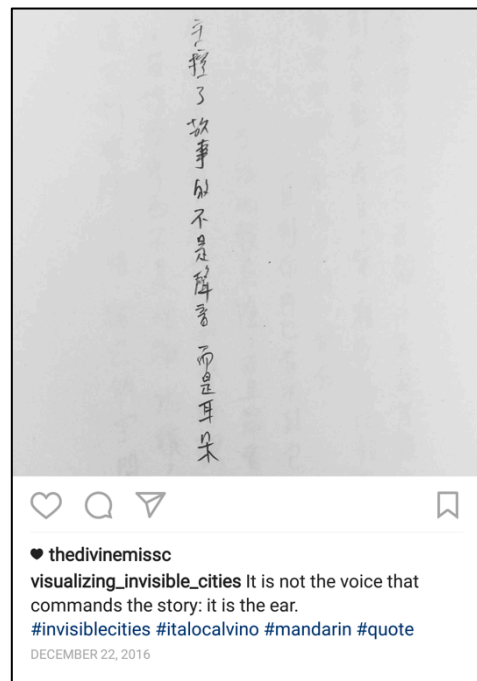 主握了故事的不是聲音 而是耳朵
thedivinemissc
visualizing_invisible_cities It is not the voice that
commands the story: it is the ear.
#invisiblecities #italocalvino #mandarin #quote
DECEMBER 22, 2016